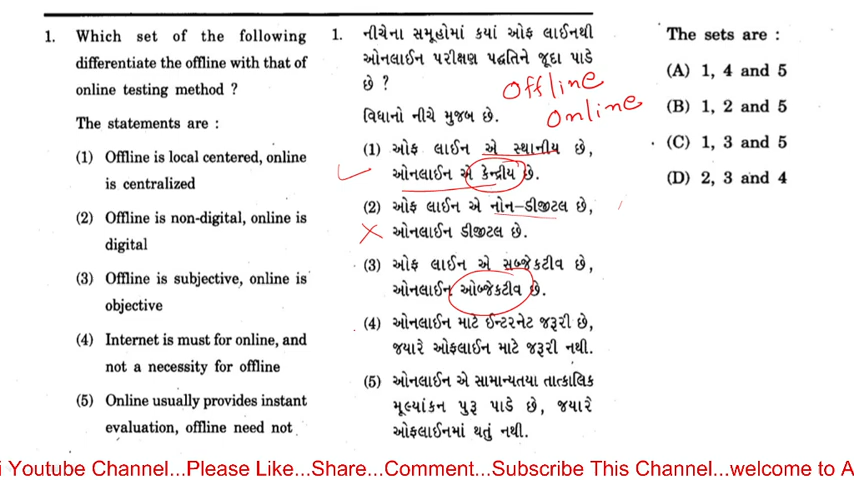 1. Which set of the following
differentiate the offline with that of
online testing method ?
The statements are :
(1) Offline is local centered, online
is centralized
(2) Offline is non-digital, online is
digital
(3) Offline is subjective, online is
objective
(4) Internet is must for online, and
not a necessity for offline
(5) Online usually provides instant
evaluation, offline need not
1. નીચેના સમૂહોમાં કયાં ઓફ લાઈનથી
ઓનલાઈન પરીક્ષણ પદ્ધતિને જૂદા પાડે
છે ?
offline
online
વિધાનો નીચે મુજબ છે.
(1) ઓફ લાઈન એ સ્થાનીય છે,
ઓનલાઈન એ કેન્દ્રીય છે.
(2) ઓફ લાઈન એ નોન-ડીજીટલ છે,
ઓનલાઈન ડીજીટલ છે.
(3) ઓફ લાઈન એ સબ્જેકટીવ છે,
ઓનલાઈન ઓબ્જેકટીવ છે.
(4) ઓનલાઈન માટે ઈન્ટરનેટ જરૂરી છે,
જયારે ઓફલાઈન માટે જરૂરી નથી.
(5) ઓનલાઈન એ સામાન્યતયા તાત્કાલિક
મૂલ્યાંકન પુરૂ પાડે છે, જયારે
ઓફલાઈનમાં થતું નથી.
The sets are :
(A) 1, 4 and 5
(B) 1, 2 and 5
(C) 1, 3 and 5
(D) 2, 3 and 4
i Youtube Channel...Please Like...Share...Comment...Subscribe This Channel...welcome to A